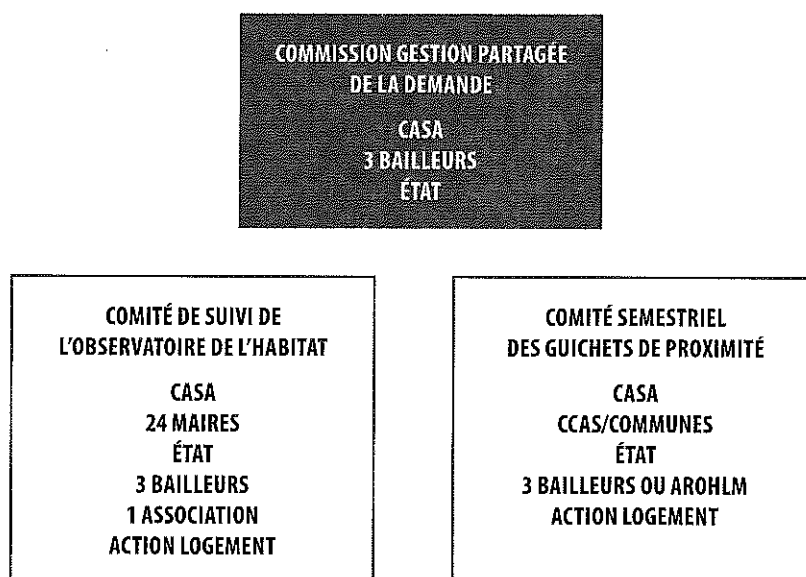 COMMISSION GESTION PARTAGÉE
DE LA DEMANDE
CASA
3 BAILLEURS
ÉTAT
COMITÉ DE SUIVI DE
L'OBSERVATOIRE DE L'HABITAT
CASA
24 MAIRES
ÉTAT
3 BAILLEURS
1 ASSOCIATION
ACTION LOGEMENT
COMITÉ SEMESTRIEL
DES GUICHETS DE PROXIMITÉ
CASA
CCAS/COMMUNES
ÉTAT
3 BAILLEURS OU AROHLM
ACTION LOGEMENT